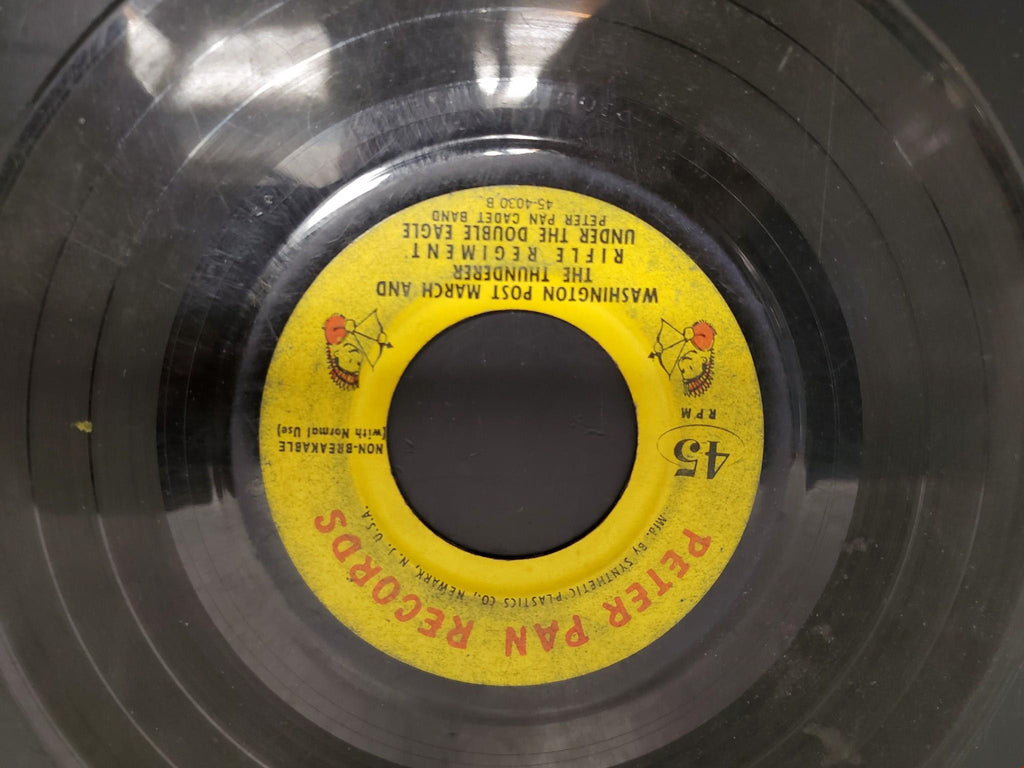 PETER PAN RECORDS
Mfd. By SYNTHETIC PLASTICS CO., NEWARK, N. J. U.S.A.
45
RPM
NON-BREAKABLE
(with Normal Use)
WASHINGTON POST MARCH AND
THE THUNDERER
RIFLE REGIMENT
UNDER THE DOUBLE EAGLE
PETER PAN CADET BAND
45-4030 B